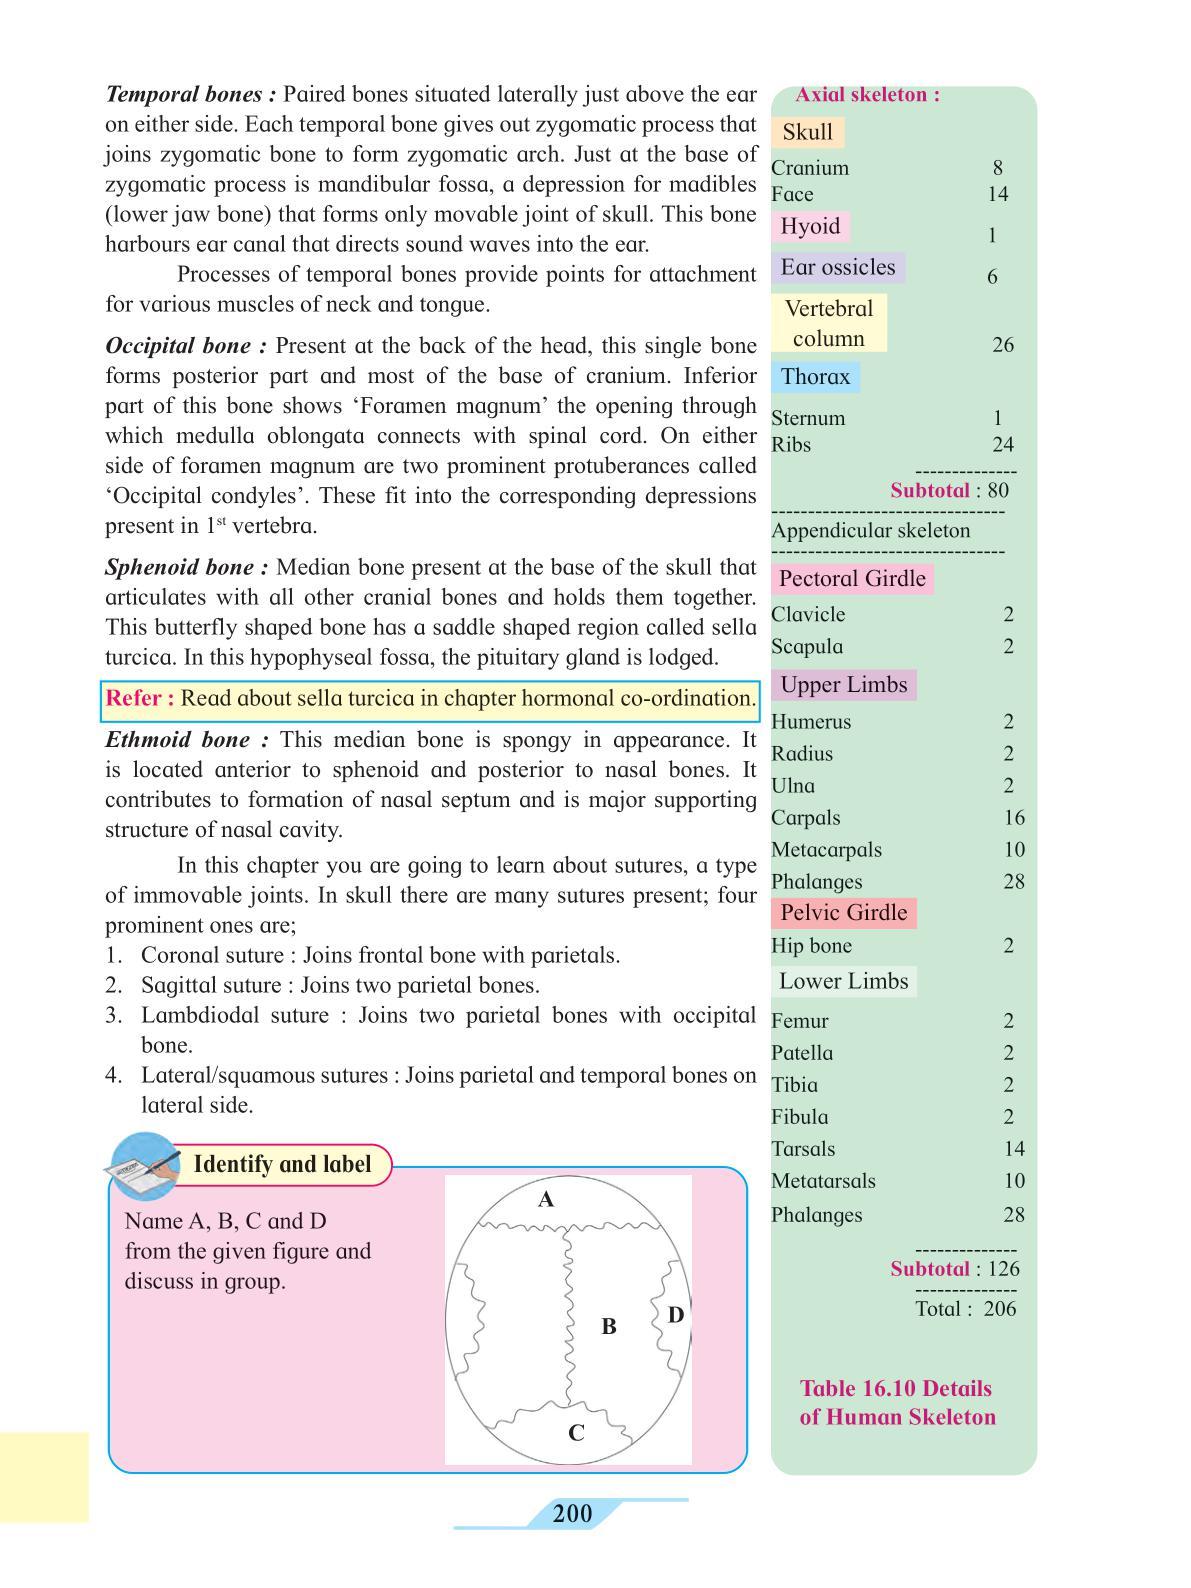 Temporal bones : Paired bones situated laterally just above the ear
on either side. Each temporal bone gives out zygomatic process that
joins zygomatic bone to form zygomatic arch. Just at the base of
zygomatic process is mandibular fossa, a depression for madibles
(lower jaw bone) that forms only movable joint of skull. This bone
harbours ear canal that directs sound waves into the ear.
Processes of temporal bones provide points for attachment
for various muscles of neck and tongue.
Occipital bone : Present at the back of the head, this single bone
forms posterior part and most of the base of cranium. Inferior
part of this bone shows ‘Foramen magnum’ the opening through
which medulla oblongata connects with spinal cord. On either
side of foramen magnum are two prominent protuberances called
‘Occipital condyles’. These fit into the corresponding depressions
present in 1st vertebra.
Sphenoid bone : Median bone present at the base of the skull that
articulates with all other cranial bones and holds them together.
This butterfly shaped bone has a saddle shaped region called sella
turcica. In this hypophyseal fossa, the pituitary gland is lodged.
Refer : Read about sella turcica in chapter hormonal co-ordination.
Ethmoid bone : This median bone is spongy in appearance. It
is located anterior to sphenoid and posterior to nasal bones. It
contributes to formation of nasal septum and is major supporting
structure of nasal cavity.
In this chapter you are going to learn about sutures, a type
of immovable joints. In skull there are many sutures present; four
prominent ones are;
1. Coronal suture : Joins frontal bone with parietals.
2. Sagittal suture : Joins two parietal bones.
3. Lambdiodal suture : Joins two parietal bones with occipital
bone.
4. Lateral/squamous sutures : Joins parietal and temporal bones on
lateral side.
Identify and label
Name A, B, C and D
from the given figure and
discuss in group.
A
B
D
C
Axial skeleton :
Skull
Cranium 8
Face 14
Hyoid 1
Ear ossicles 6
Vertebral
column 26
Thorax
Sternum 1
Ribs 24
--------------
Subtotal : 80
--------------------------------
Appendicular skeleton
--------------------------------
Pectoral Girdle
Clavicle 2
Scapula 2
Upper Limbs
Humerus 2
Radius 2
Ulna 2
Carpals 16
Metacarpals 10
Phalanges 28
Pelvic Girdle
Hip bone 2
Lower Limbs
Femur 2
Patella 2
Tibia 2
Fibula 2
Tarsals 14
Metatarsals 10
Phalanges 28
--------------
Subtotal : 126
--------------
Total : 206
Table 16.10 Details
of Human Skeleton
200